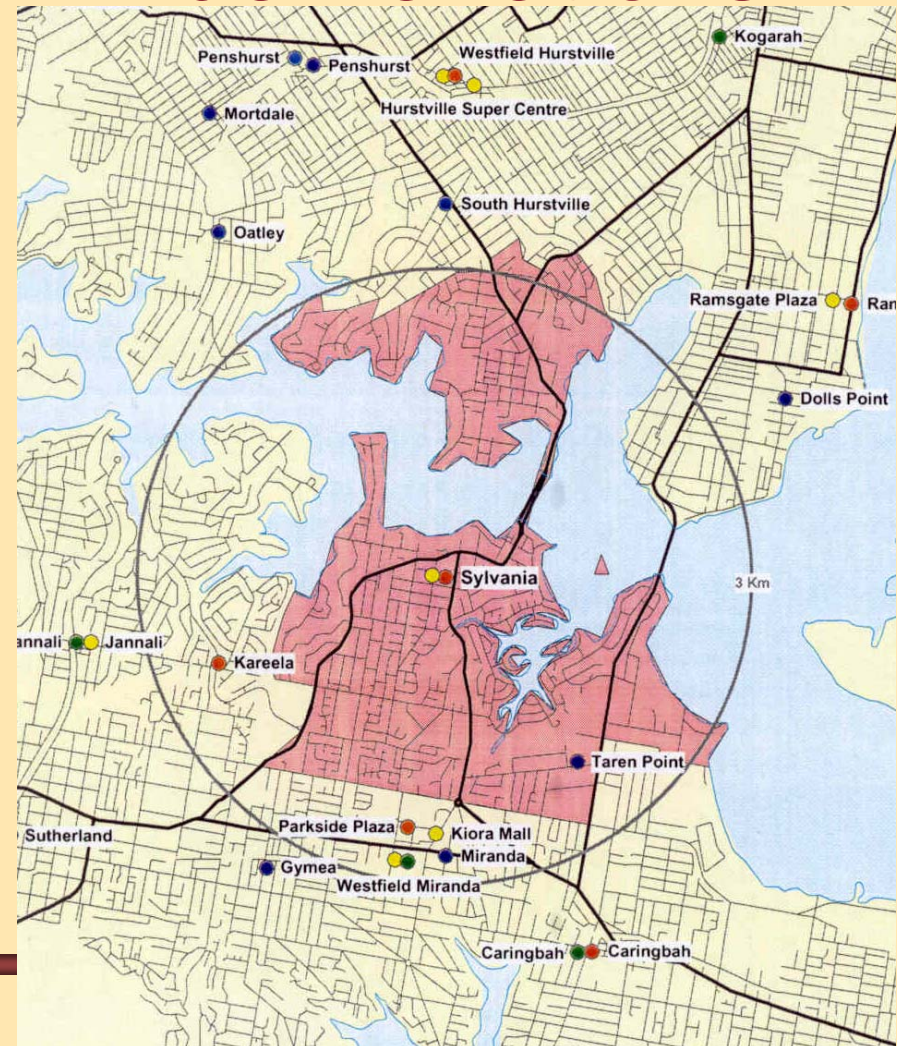 Kogarah
Westfield Hurstville
Penshurst
Penshurst
Hurstville Super Centre
Mortdale
South Hurstville
Oatley
Ramsgate Plaza
Ran
Dolls Point
Sylvania
3 Km
annali
Jannali
Kareela
Taren Point
Parkside Plaza
Kiora Mall
Sutherland
Miranda
Gymea
Westfield Miranda
Caringbah
Caringbah